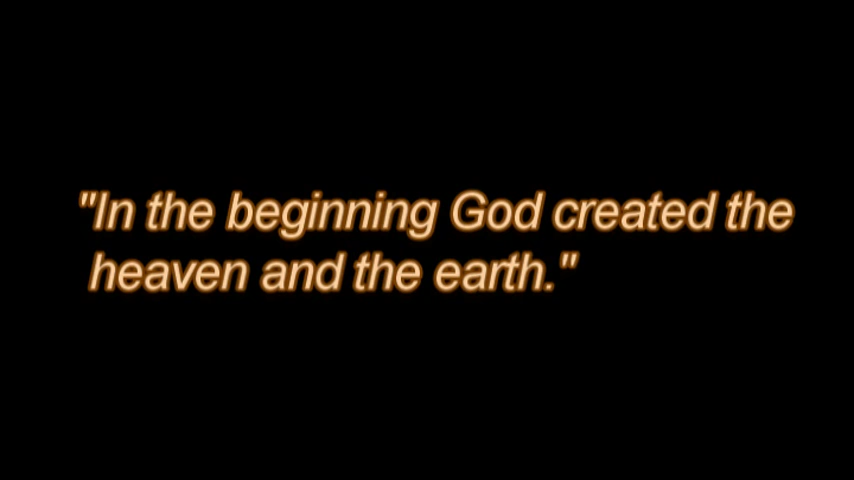 "In the beginning God created the
heaven and the earth."